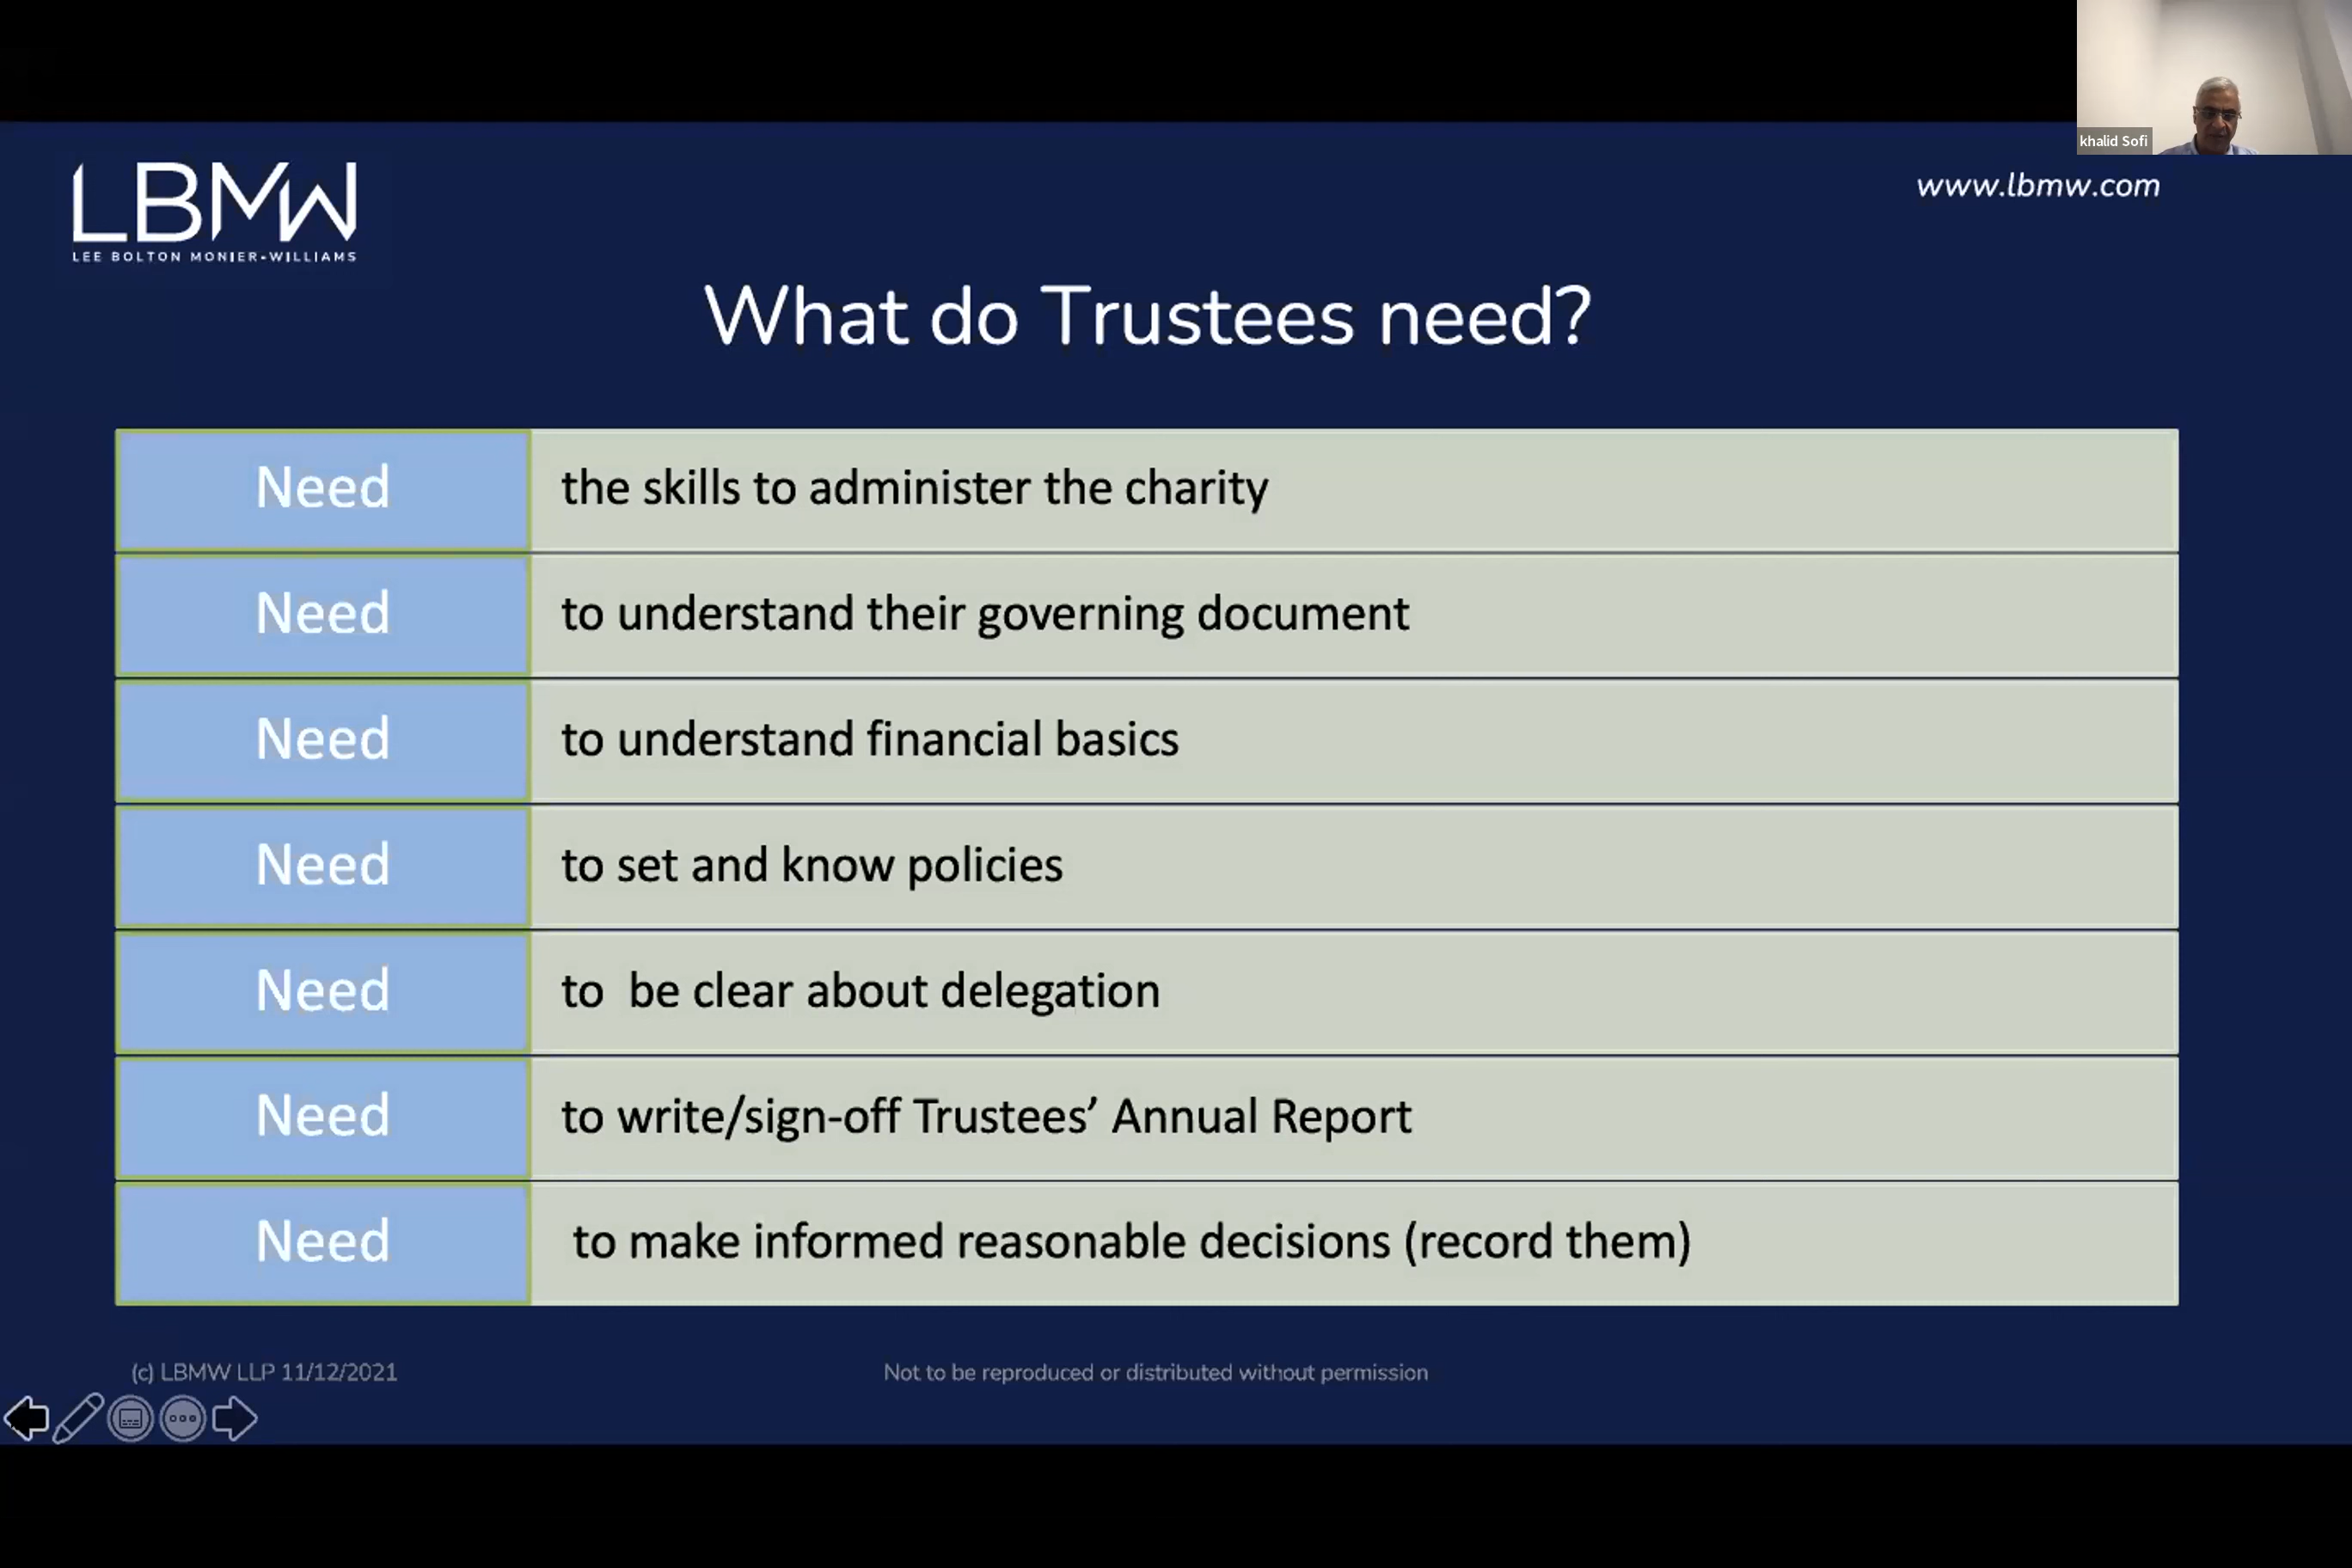 khalid Sofi
LBMW
LEE BOLTON MONIER-WILLIAMS
www.lbmw.com
What do Trustees need?
Need the skills to administer the charity
Need to understand their governing document
Need to understand financial basics
Need to set and know policies
Need to  be clear about delegation
Need to write/sign-off Trustees’ Annual Report
Need to make informed reasonable decisions (record them)
(c) LBMW LLP 11/12/2021
Not to be reproduced or distributed without permission